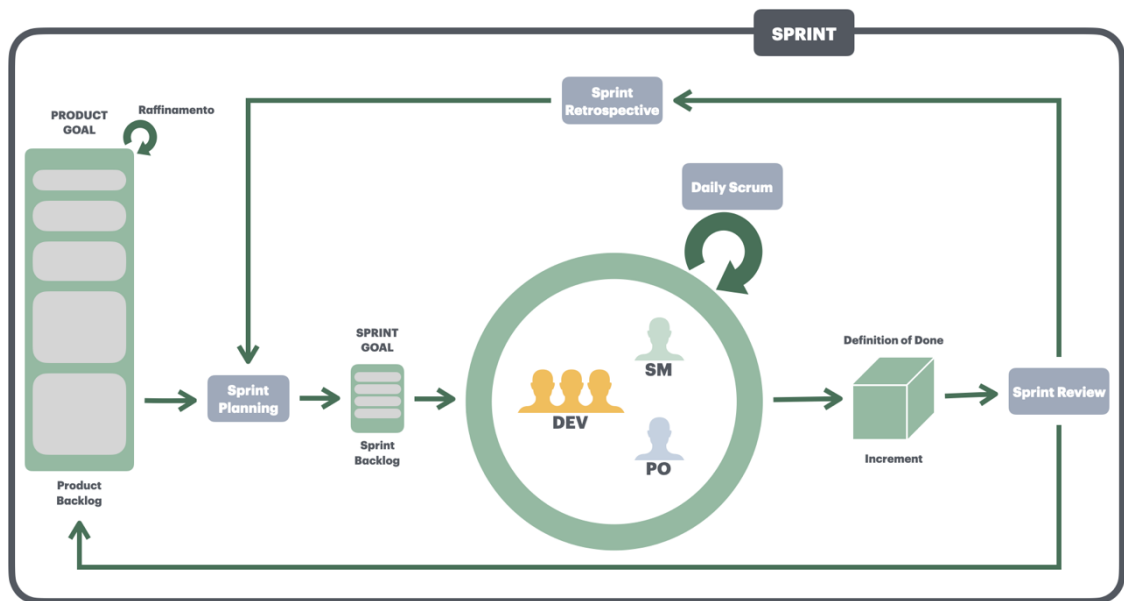 SPRINT
PRODUCT
GOAL
Raffinamento
Sprint
Retrospective
Daily Scrum
SPRINT
GOAL
SM
DEV
PO
Definition of Done
Sprint
Planning
Sprint Review
Sprint
Backlog
Increment
Product
Backlog